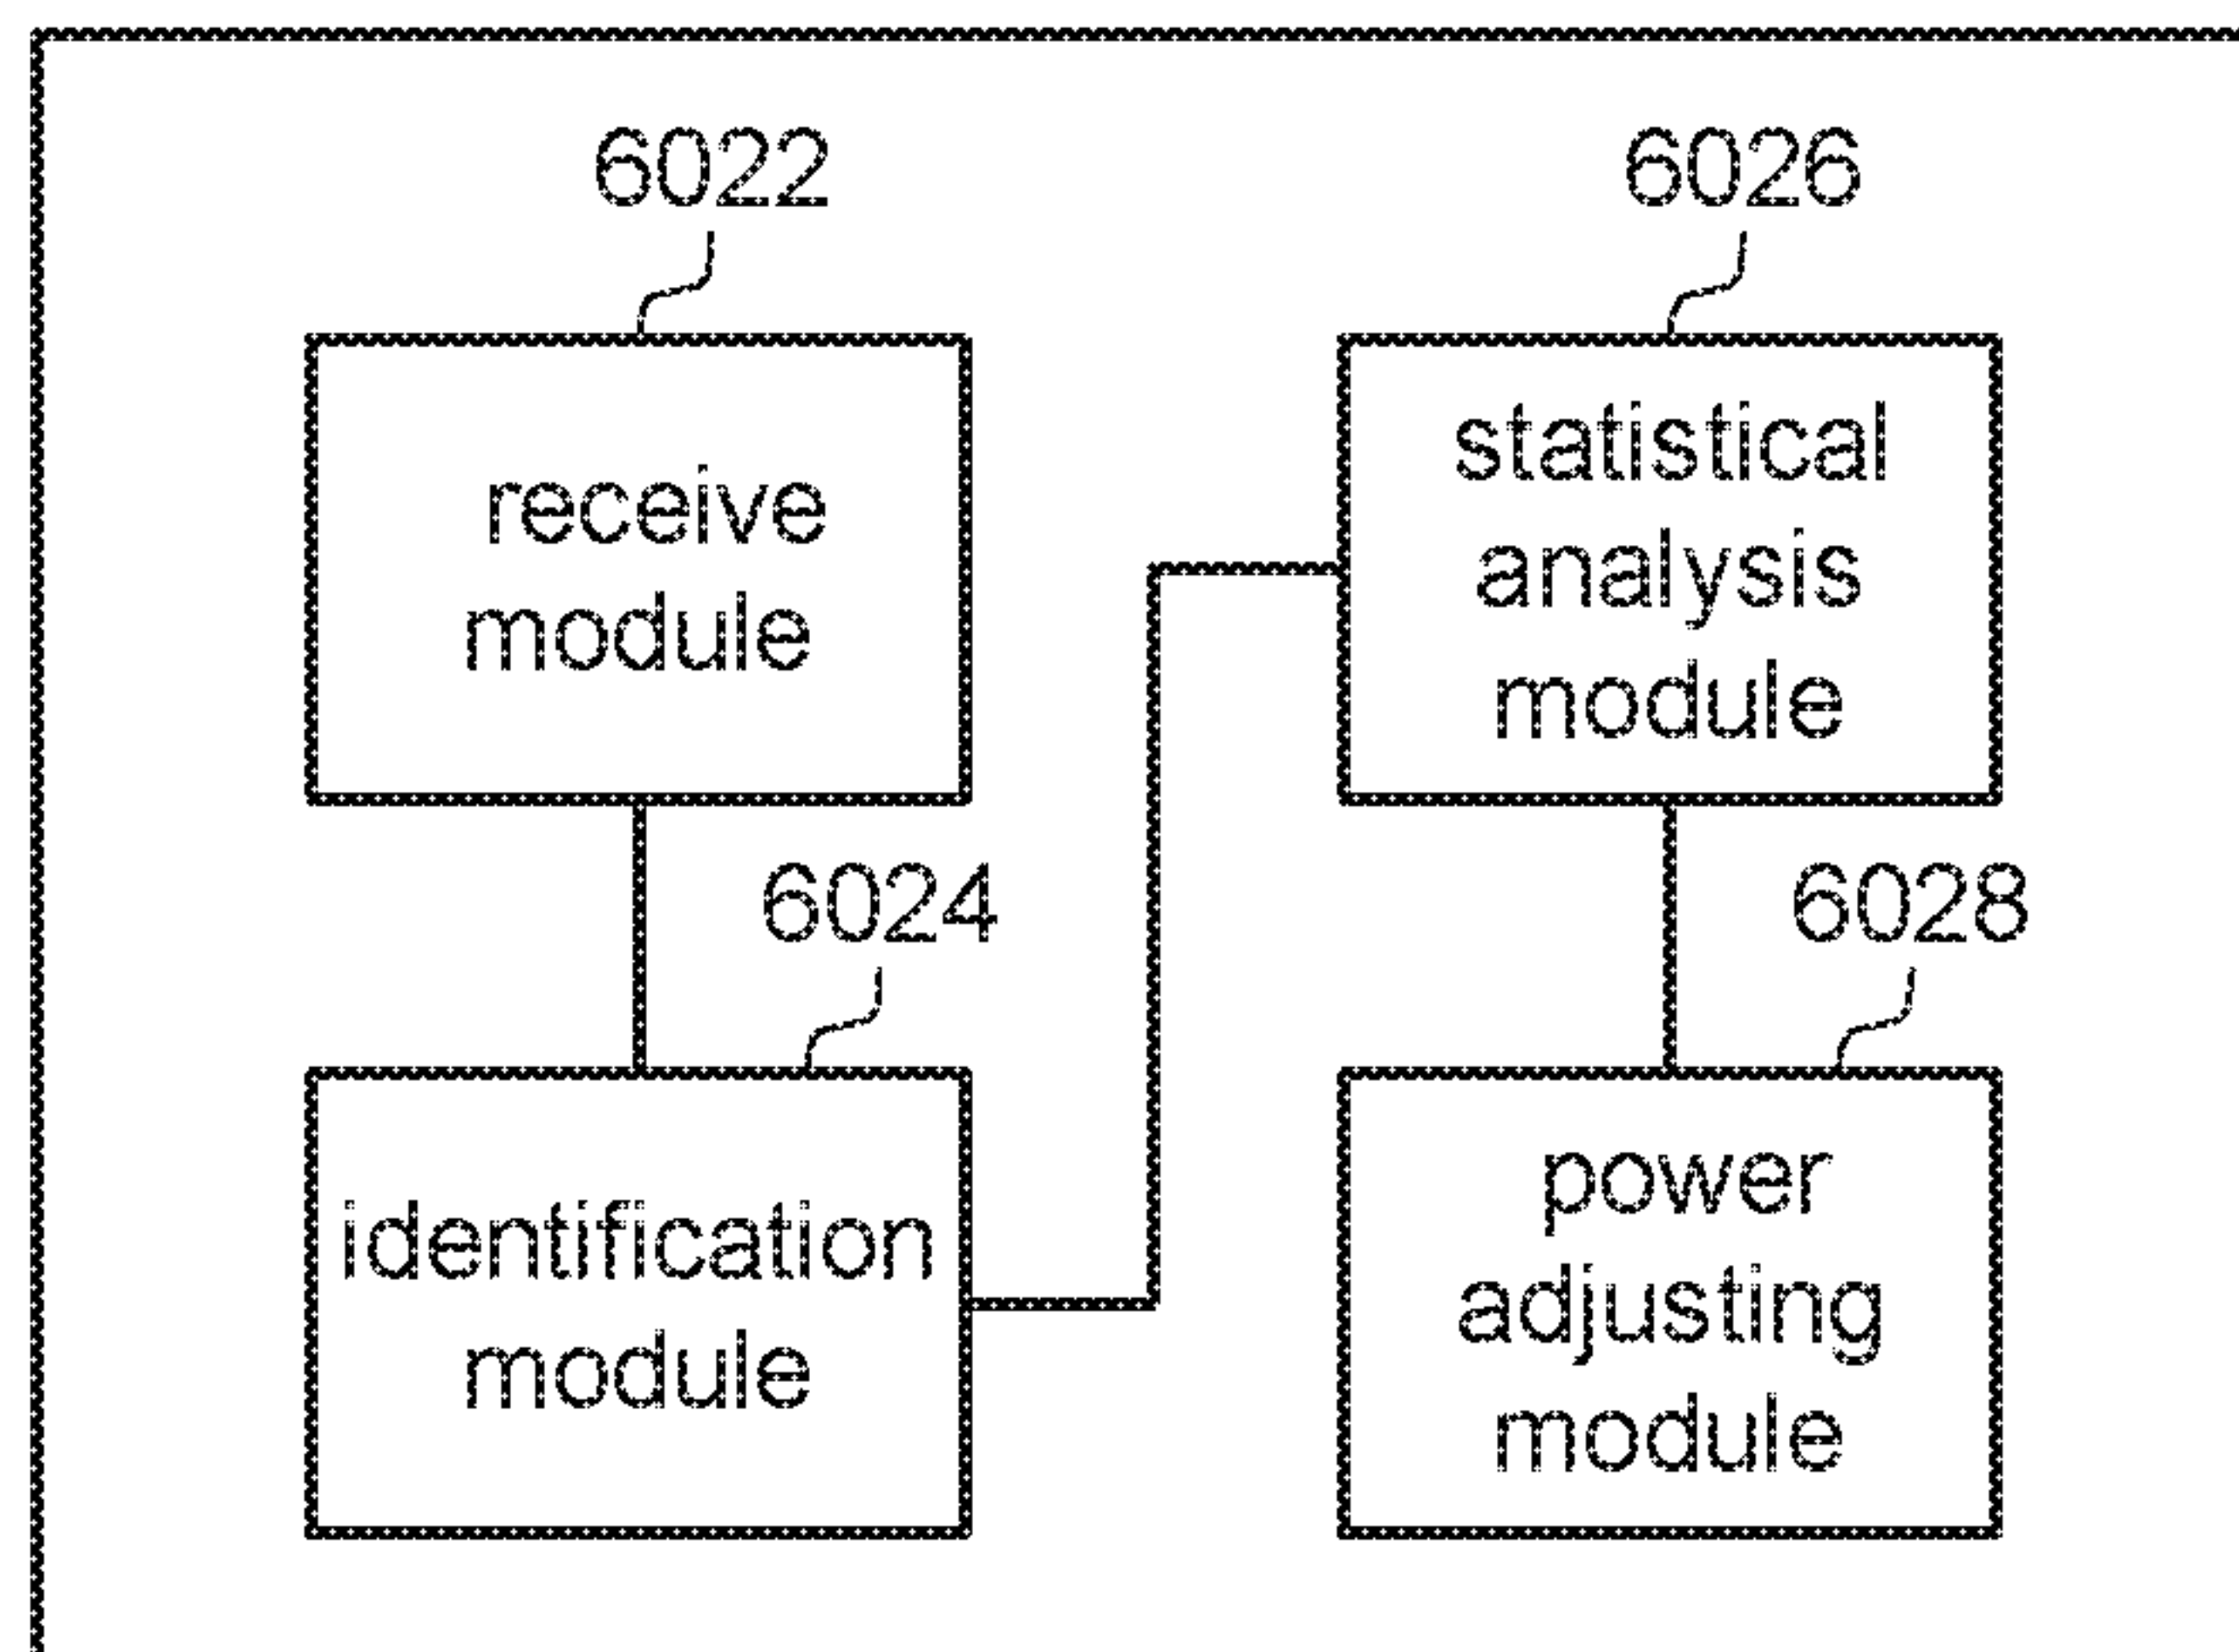 6022
receive
module
6024
identification
module
6026
statistical
analysis
module
6028
power
adjusting
module